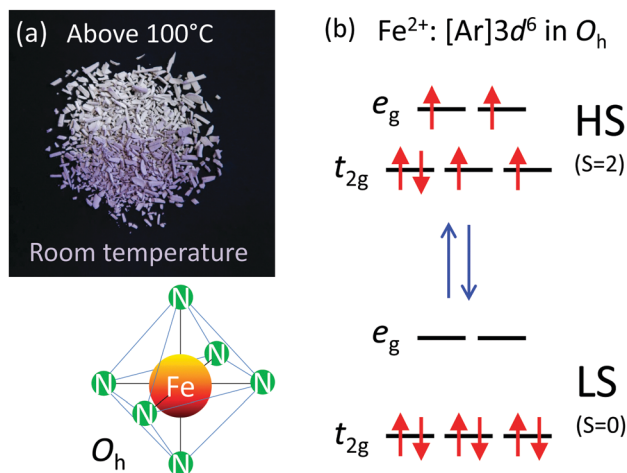 (a) Above 100°C
Room temperature
N
N
N
Fe
N
N
N
Oh
(b) Fe²⁺: [Ar]3d⁶ in Oh
eg
HS
(S=2)
t2g
eg
LS
(S=0)
t2g